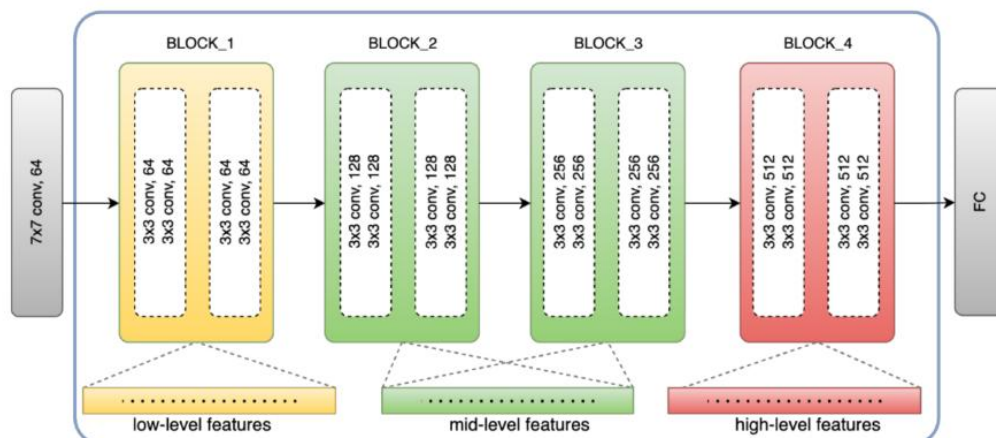 BLOCK_1
BLOCK_2
BLOCK_3
BLOCK_4
7x7 conv, 64
3x3 conv, 64
3x3 conv, 64
3x3 conv, 64
3x3 conv, 64
3x3 conv, 128
3x3 conv, 128
3x3 conv, 128
3x3 conv, 128
3x3 conv, 256
3x3 conv, 256
3x3 conv, 256
3x3 conv, 256
3x3 conv, 512
3x3 conv, 512
3x3 conv, 512
3x3 conv, 512
FC
low-level features
mid-level features
high-level features